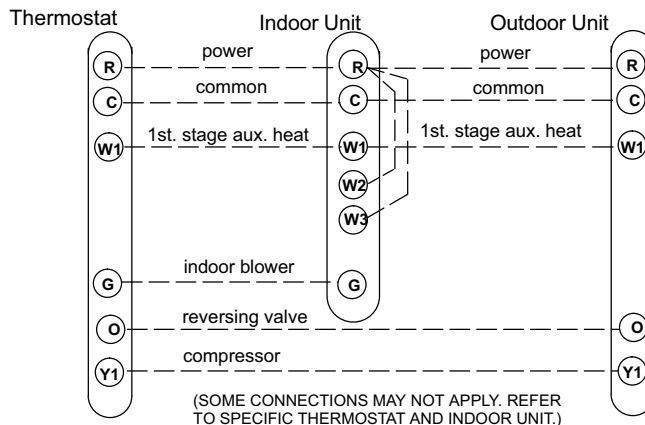 Thermostat Indoor Unit Outdoor Unit
power power
R R R
common common
C C C
1st. stage aux. heat 1st. stage aux. heat
W1 W1 W1
W2
W3
indoor blower
G G
reversing valve
O O
compressor
Y1 Y1
(SOME CONNECTIONS MAY NOT APPLY. REFER
TO SPECIFIC THERMOSTAT AND INDOOR UNIT.)